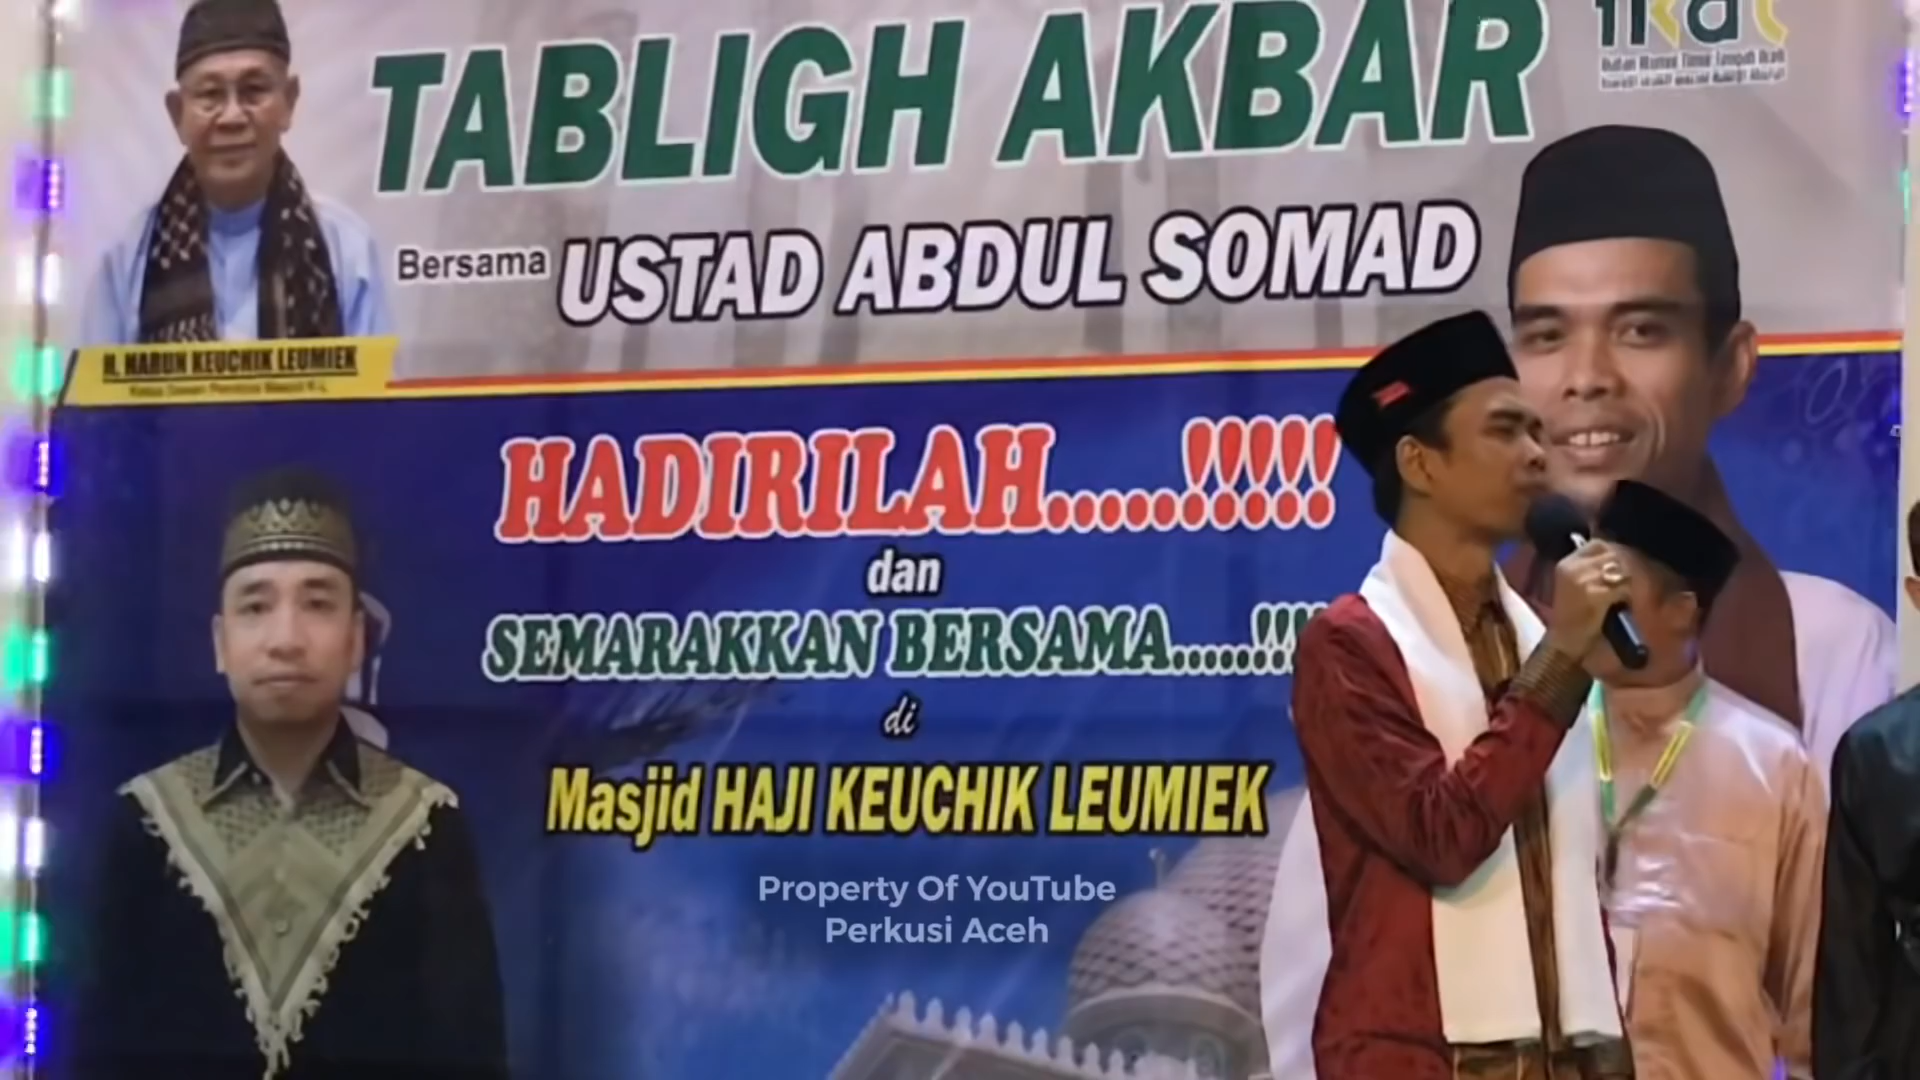 TABLIGH AKBAR
Bersama USTAD ABDUL SOMAD
H. HARUN KEUCHIK LEUMIEK
HADIRILAH.....!!!!!
dan
SEMARAKKAN BERSAMA.....!!!!
di
Masjid HAJI KEUCHIK LEUMIEK
Property Of YouTube
Perkusi Aceh